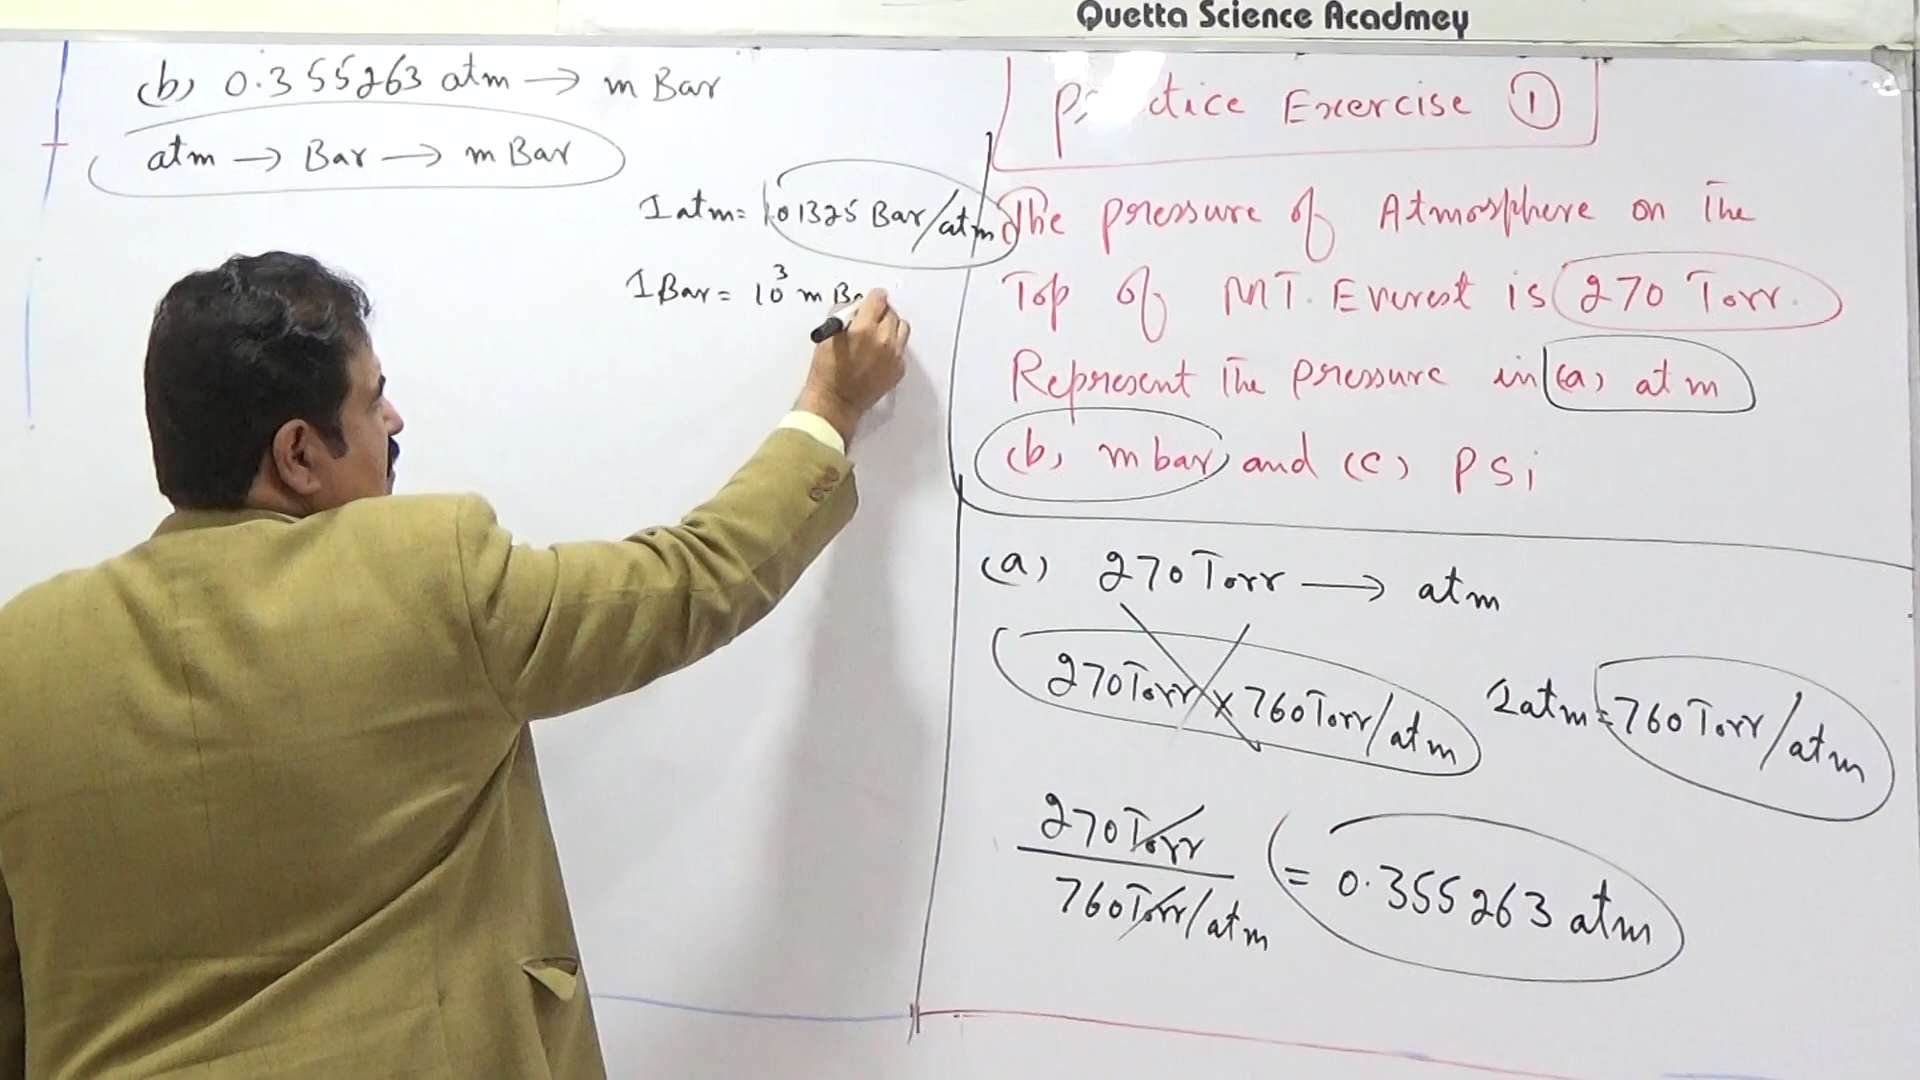 Quetta Science Acadmey
(b) 0.355263 atm → m Bar
atm → Bar → m Bar
1 atm = 1.01325 Bar/atm
1 Bar = 10³ m Ba
Practice Exercise ①
The pressure of Atmosphere on The
Top of MT. Everest is 270 Torr.
Represent The pressure in (a) atm
(b) m bar and (c) Psi
(a) 270 Torr → atm
270 Torr × 760 Torr/atm
1 atm = 760 Torr/atm
270 Torr
760 Torr/atm
= 0.355263 atm